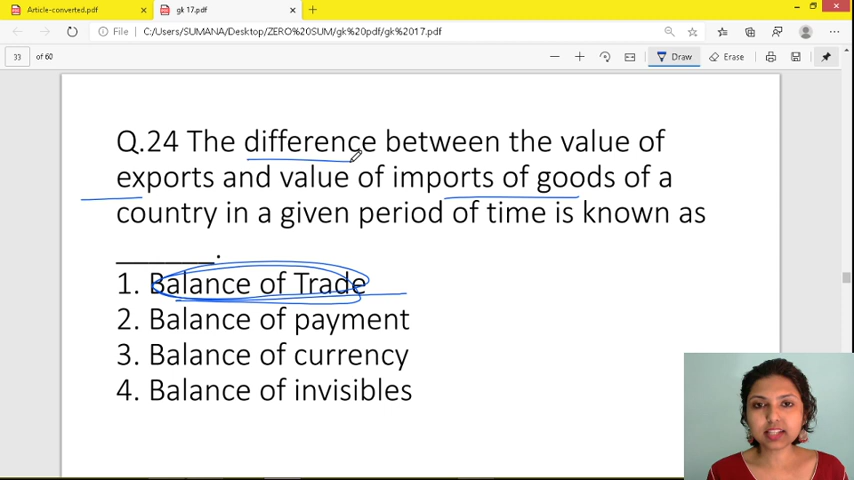 Article-converted.pdf
gk 17.pdf
File
C:/Users/SUMANA/Desktop/ZERO%20SUM/gk%20pdf/gk%2017.pdf
33 of 60
Draw
Erase
Q.24 The difference between the value of
exports and value of imports of goods of a
country in a given period of time is known as
______.
1. Balance of Trade
2. Balance of payment
3. Balance of currency
4. Balance of invisibles